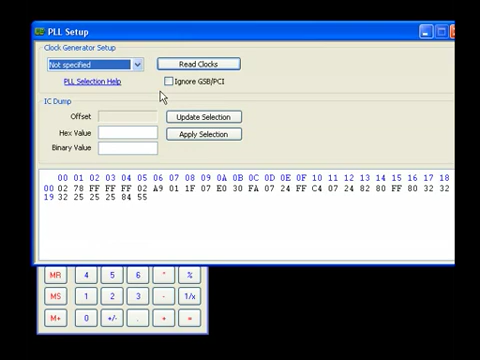 PLL Setup
Clock Generator Setup
Not specified
Read Clocks
PLL Selection Help
Ignore GSB/PCI
IC Dump
Offset
Update Selection
Hex Value
Apply Selection
Binary Value
00 01 02 03 04 05 06 07 08 09 0A 0B 0C 0D 0E 0F 10 11 12 13 14 15 16 17 18
00 02 78 FF FF FF 02 A9 01 1F 07 E0 30 FA 07 24 FF C4 07 24 82 80 FF 80 32 32
19 32 25 25 25 84 55
MR 4 5 6 * %
MS 1 2 3 - 1/x
M+ 0 +/- . + =